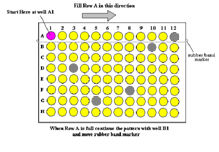 Fill Row A in this direction
Start Here at well A1
1 2 3 4 5 6 7 8 9 10 11 12
A
B
C
D
E
F
G
H
rubber band
marker
When Row A is full continue the pattern with well B1
and move rubber band marker